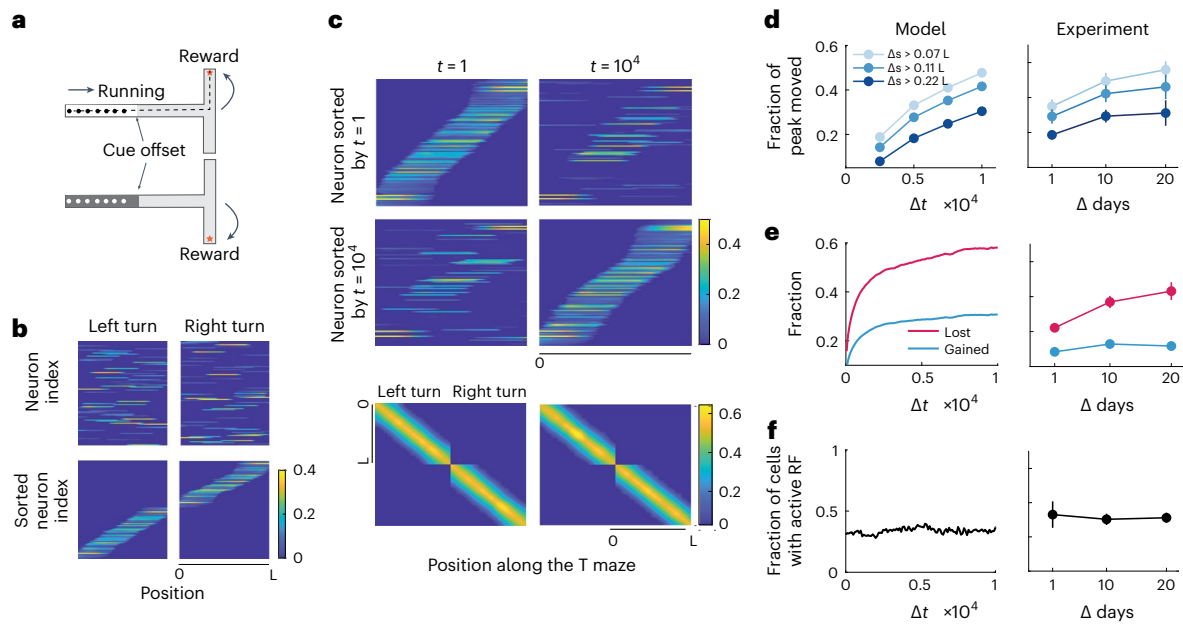 a
Reward
Running
Cue offset
Reward
b
Left turn
Right turn
Neuron
index
Sorted
neuron
index
0.4
0.2
0
0
L
Position
c
t = 1
t = 10⁴
Neuron sorted
by t = 1
Neuron sorted
by t = 10⁴
0.4
0.2
0
0
Left turn
Right turn
0
L
0.6
0.4
0.2
0
0
L
Position along the T maze
d
Model
Experiment
Fraction of
peak moved
0.6
0.4
0.2
Δs > 0.07 L
Δs > 0.11 L
Δs > 0.22 L
0
0.5
1
Δt ×10⁴
1
10
20
Δ days
e
Fraction
0.6
0.4
0.2
Lost
Gained
0
0.5
1
Δt ×10⁴
1
10
20
Δ days
f
Fraction of cells
with active RF
1
0.5
0
0
0.5
1
Δt ×10⁴
1
10
20
Δ days